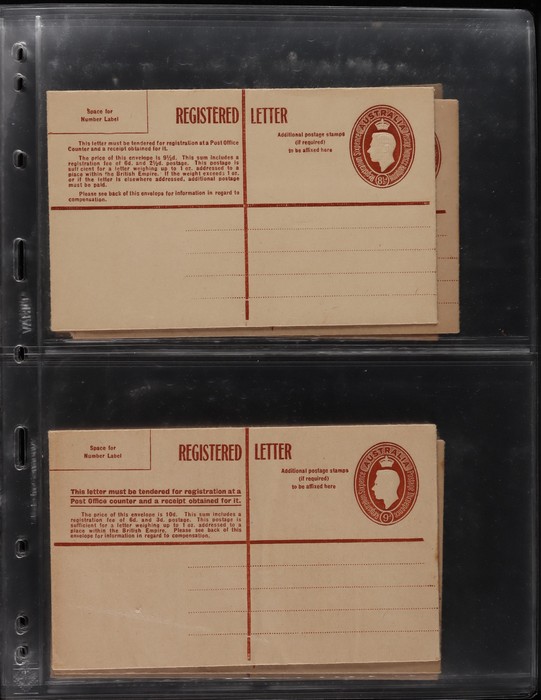 Space for
Number Label
REGISTERED LETTER
This letter must be tendered for registration at a Post Office
Counter and a receipt obtained for it.
The price of this envelope is 9½d. This sum includes a
registration fee of 6d. and 2½d. postage. This postage is
sufficient for a letter weighing up to 1 oz. addressed to a
place within the British Empire. If the weight exceeds 1 oz.
or if the letter is elsewhere addressed, additional postage
must be paid.
Please see back of this envelope for information in regard to
compensation.
Additional postage stamps
(if required)
to be affixed here
AUSTRALIA
8½
Space for
Number Label
REGISTERED LETTER
This letter must be tendered for registration at a
Post Office counter and a receipt obtained for it.
The price of this envelope is 10d. This sum includes a
registration fee of 6d. and 3d. postage. This postage is
sufficient for a letter weighing up to 1 oz. addressed to a
place within the British Empire. Please see back of this
envelope for information in regard to compensation.
Additional postage stamps
(if required)
to be affixed here
AUSTRALIA
9D